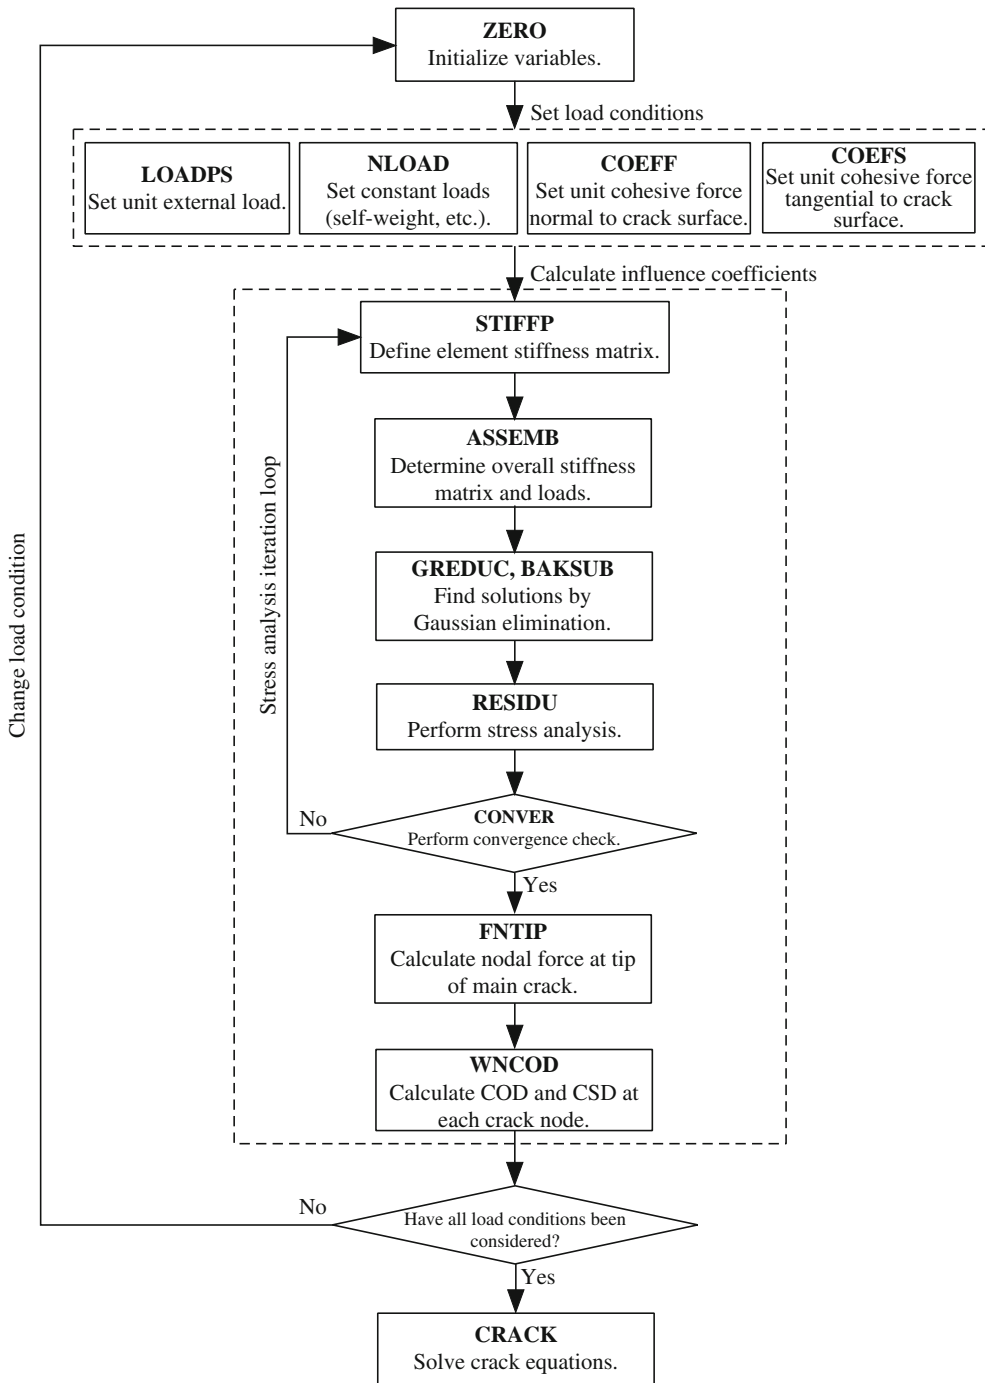 ZERO
Initialize variables.
Set load conditions
LOADPS
Set unit external load.
NLOAD
Set constant loads
(self-weight, etc.).
COEFF
Set unit cohesive force
normal to crack surface.
COEFS
Set unit cohesive force
tangential to crack
surface.
Calculate influence coefficients
STIFFP
Define element stiffness matrix.
ASSEMB
Determine overall stiffness
matrix and loads.
GREDUC, BAKSUB
Find solutions by
Gaussian elimination.
RESIDU
Perform stress analysis.
CONVER
Perform convergence check.
No
Yes
Stress analysis iteration loop
Change load condition
FNTIP
Calculate nodal force at tip
of main crack.
WNCOD
Calculate COD and CSD at
each crack node.
No
Have all load conditions been
considered?
Yes
CRACK
Solve crack equations.